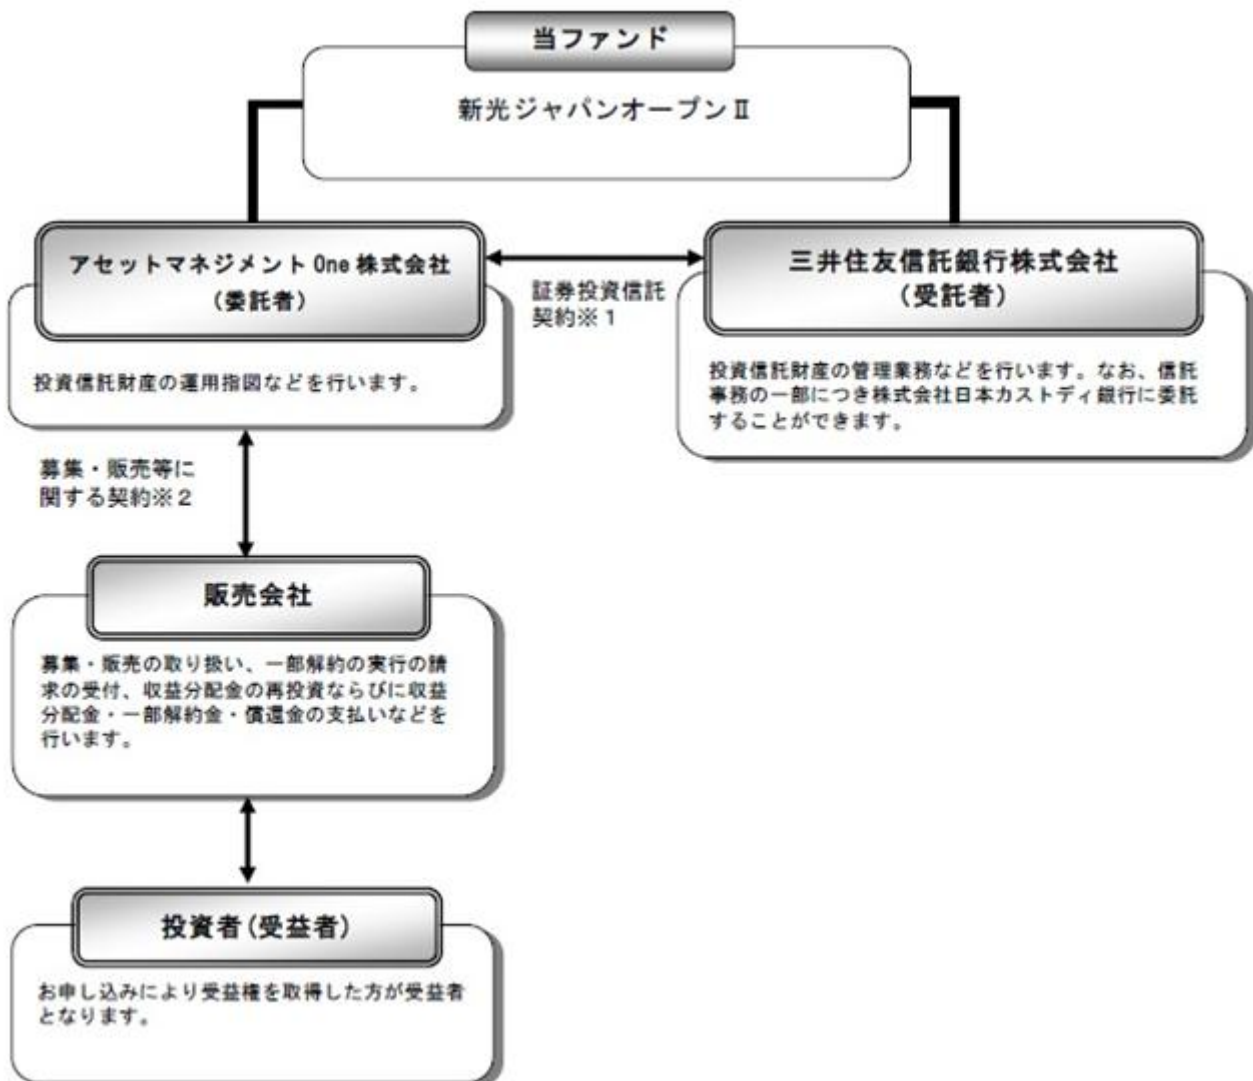 当ファンド
新光ジャパンオープンⅡ
アセットマネジメントOne株式会社
(委託者)
投資信託財産の運用指図などを行います。
証券投資信託
契約※1
三井住友信託銀行株式会社
(受託者)
投資信託財産の管理業務などを行います。なお、信託
事務の一部につき株式会社日本カストディ銀行に委託
することができます。
募集・販売等に
関する契約※2
販売会社
募集・販売の取り扱い、一部解約の実行の請
求の受付、収益分配金の再投資ならびに収益
分配金・一部解約金・償還金の支払いなどを
行います。
投資者(受益者)
お申し込みにより受益権を取得した方が受益者
となります。